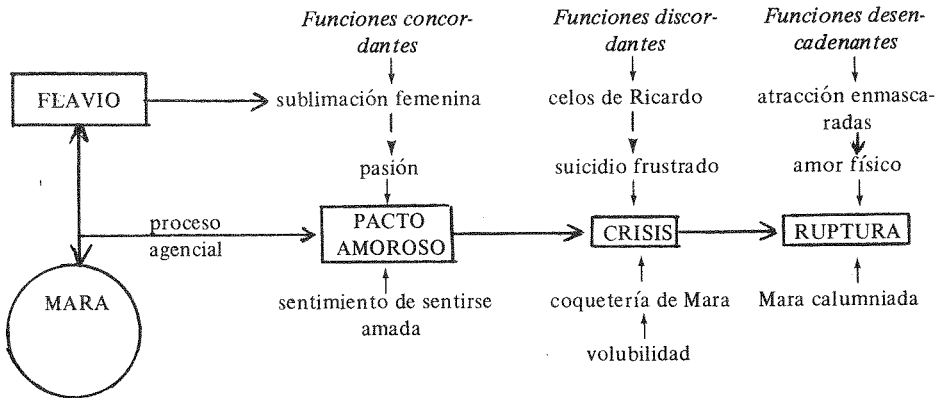 Funciones concor-
dantes
Funciones discor-
dantes
Funciones desen-
cadenantes
FLAVIO
sublimación femenina
celos de Ricardo
atracción enmasca-
radas
pasión
suicidio frustrado
amor físico
proceso
agencial
PACTO
AMOROSO
CRISIS
RUPTURA
MARA
sentimiento de sentirse
amada
coquetería de Mara
Mara calumniada
volubilidad